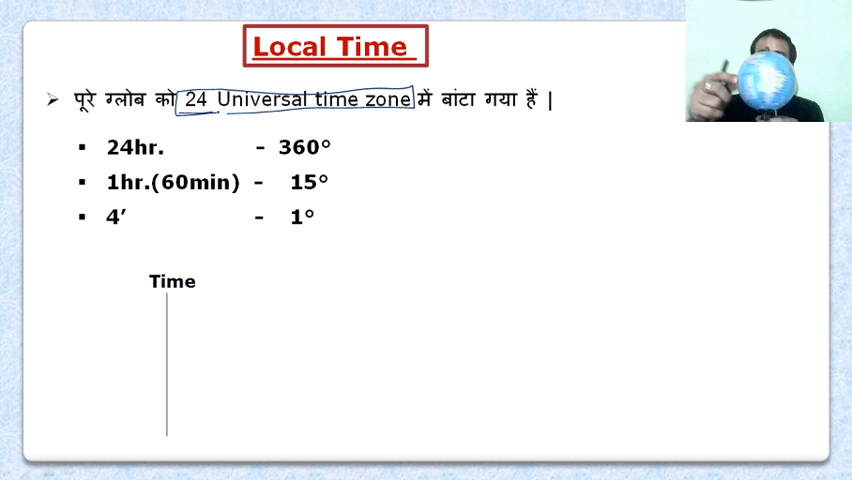 Local Time
➢ पूरे ग्लोब को 24 Universal time zone में बांटा गया हैं |
▪ 24hr. – 360°
▪ 1hr.(60min) – 15°
▪ 4’ – 1°
Time